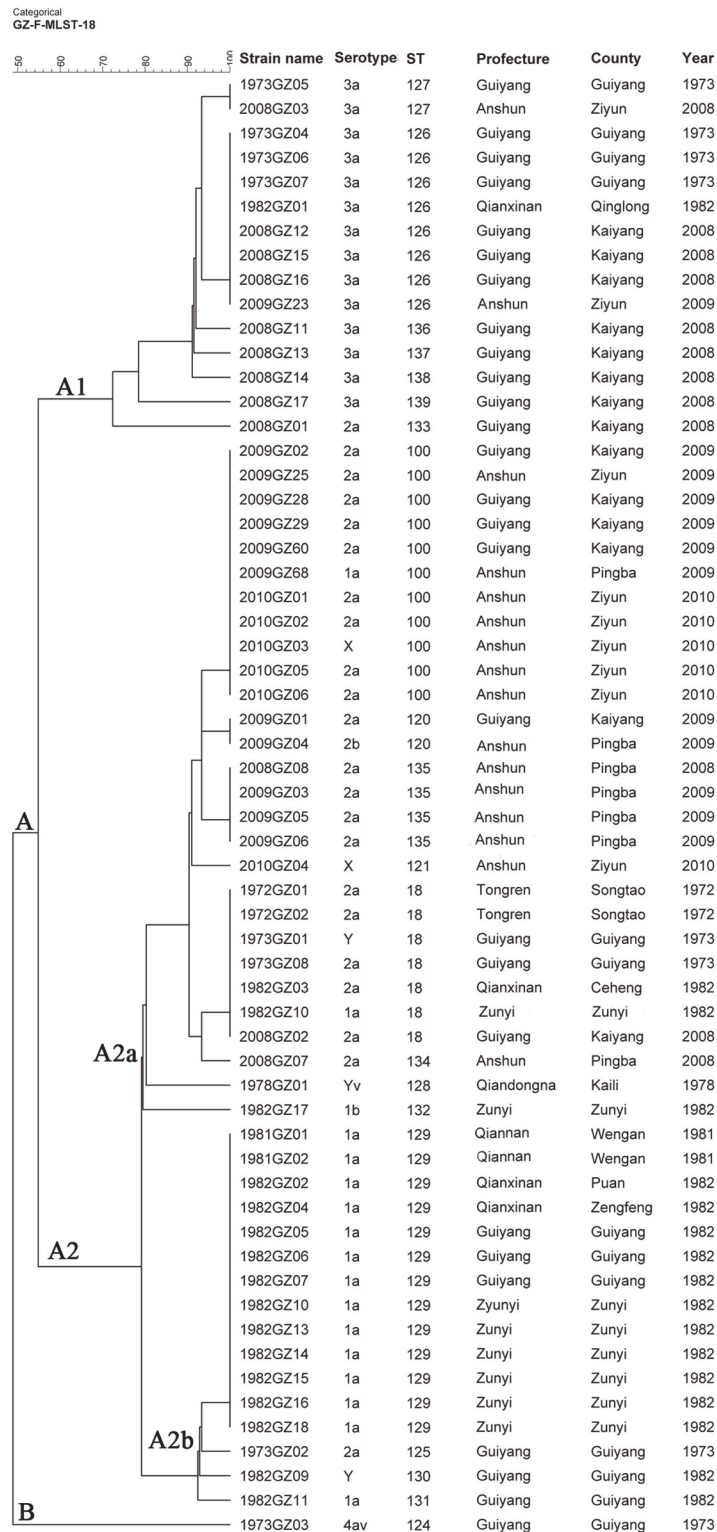 Categorical
GZ-F-MLST-18
50 60 70 80 90 100
Strain name Serotype ST Profecture County Year
1973GZ05 3a 127 Guiyang Guiyang 1973
2008GZ03 3a 127 Anshun Ziyun 2008
1973GZ04 3a 126 Guiyang Guiyang 1973
1973GZ06 3a 126 Guiyang Guiyang 1973
1973GZ07 3a 126 Guiyang Guiyang 1973
1982GZ01 3a 126 Qianxinan Qinglong 1982
2008GZ12 3a 126 Guiyang Kaiyang 2008
2008GZ15 3a 126 Guiyang Kaiyang 2008
2008GZ16 3a 126 Guiyang Kaiyang 2008
2009GZ23 3a 126 Anshun Ziyun 2009
2008GZ11 3a 136 Guiyang Kaiyang 2008
2008GZ13 3a 137 Guiyang Kaiyang 2008
2008GZ14 3a 138 Guiyang Kaiyang 2008
A1
2008GZ17 3a 139 Guiyang Kaiyang 2008
2008GZ01 2a 133 Guiyang Kaiyang 2008
2009GZ02 2a 100 Guiyang Kaiyang 2009
2009GZ25 2a 100 Anshun Ziyun 2009
2009GZ28 2a 100 Guiyang Kaiyang 2009
2009GZ29 2a 100 Guiyang Kaiyang 2009
2009GZ60 2a 100 Guiyang Kaiyang 2009
2009GZ68 1a 100 Anshun Pingba 2009
2010GZ01 2a 100 Anshun Ziyun 2010
2010GZ02 2a 100 Anshun Ziyun 2010
2010GZ03 X 100 Anshun Ziyun 2010
2010GZ05 2a 100 Anshun Ziyun 2010
2010GZ06 2a 100 Anshun Ziyun 2010
2009GZ01 2a 120 Guiyang Kaiyang 2009
2009GZ04 2b 120 Anshun Pingba 2009
2008GZ08 2a 135 Anshun Pingba 2008
2009GZ03 2a 135 Anshun Pingba 2009
A
2009GZ05 2a 135 Anshun Pingba 2009
2009GZ06 2a 135 Anshun Pingba 2009
2010GZ04 X 121 Anshun Ziyun 2010
1972GZ01 2a 18 Tongren Songtao 1972
1972GZ02 2a 18 Tongren Songtao 1972
1973GZ01 Y 18 Guiyang Guiyang 1973
1973GZ08 2a 18 Guiyang Guiyang 1973
1982GZ03 2a 18 Qianxinan Ceheng 1982
1982GZ10 1a 18 Zunyi Zunyi 1982
2008GZ02 2a 18 Guiyang Kaiyang 2008
A2a
2008GZ07 2a 134 Anshun Pingba 2008
1978GZ01 Yv 128 Qiandongna Kaili 1978
1982GZ17 1b 132 Zunyi Zunyi 1982
1981GZ01 1a 129 Qiannan Wengan 1981
1981GZ02 1a 129 Qiannan Wengan 1981
1982GZ02 1a 129 Qianxinan Puan 1982
1982GZ04 1a 129 Qianxinan Zengfeng 1982
1982GZ05 1a 129 Guiyang Guiyang 1982
A2
1982GZ06 1a 129 Guiyang Guiyang 1982
1982GZ07 1a 129 Guiyang Guiyang 1982
1982GZ10 1a 129 Zyunyi Zunyi 1982
1982GZ13 1a 129 Zunyi Zunyi 1982
1982GZ14 1a 129 Zunyi Zunyi 1982
1982GZ15 1a 129 Zunyi Zunyi 1982
1982GZ16 1a 129 Zunyi Zunyi 1982
1982GZ18 1a 129 Zunyi Zunyi 1982
A2b
1973GZ02 2a 125 Guiyang Guiyang 1973
1982GZ09 Y 130 Guiyang Guiyang 1982
1982GZ11 1a 131 Guiyang Guiyang 1982
B
1973GZ03 4av 124 Guiyang Guiyang 1973